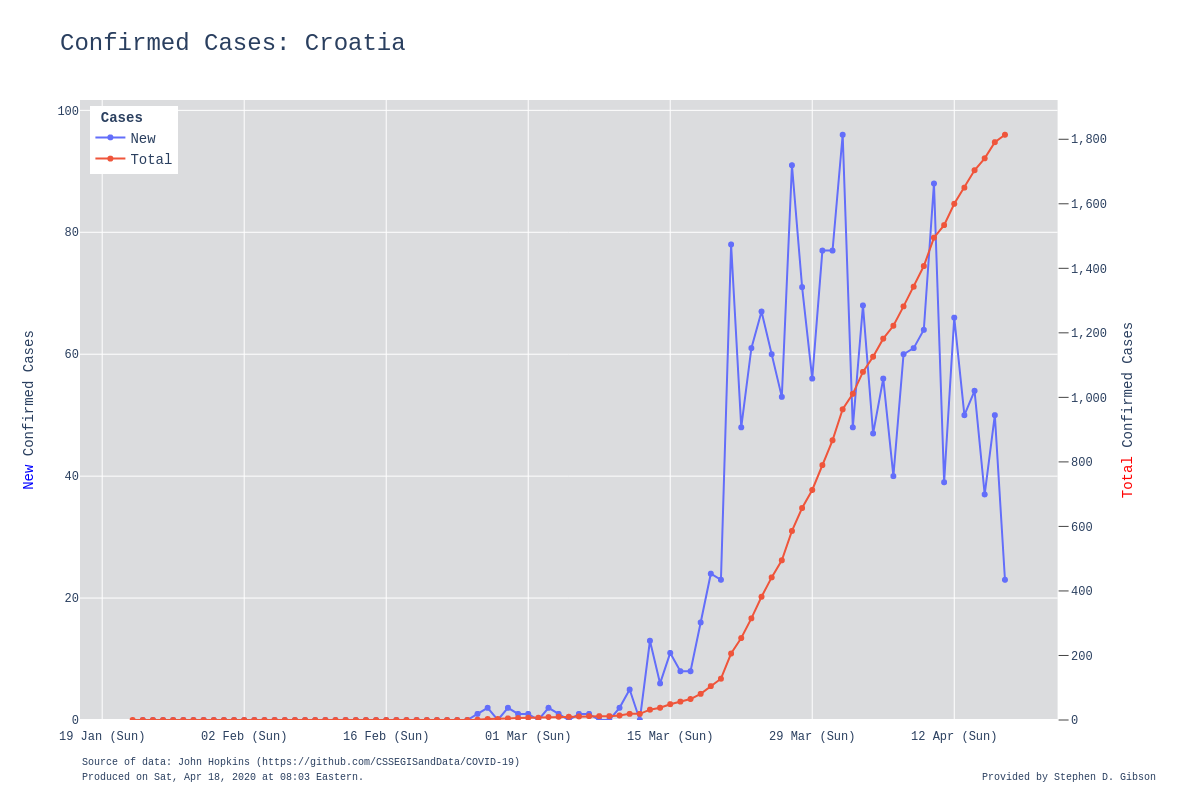 Confirmed Cases: Croatia
Cases
New
Total
100
80
60
40
20
0
New Confirmed Cases
1,800
1,600
1,400
1,200
1,000
800
600
400
200
0
Total Confirmed Cases
19 Jan (Sun)
02 Feb (Sun)
16 Feb (Sun)
01 Mar (Sun)
15 Mar (Sun)
29 Mar (Sun)
12 Apr (Sun)
Source of data: John Hopkins (https://github.com/CSSEGISandData/COVID-19)
Produced on Sat, Apr 18, 2020 at 08:03 Eastern.
Provided by Stephen D. Gibson